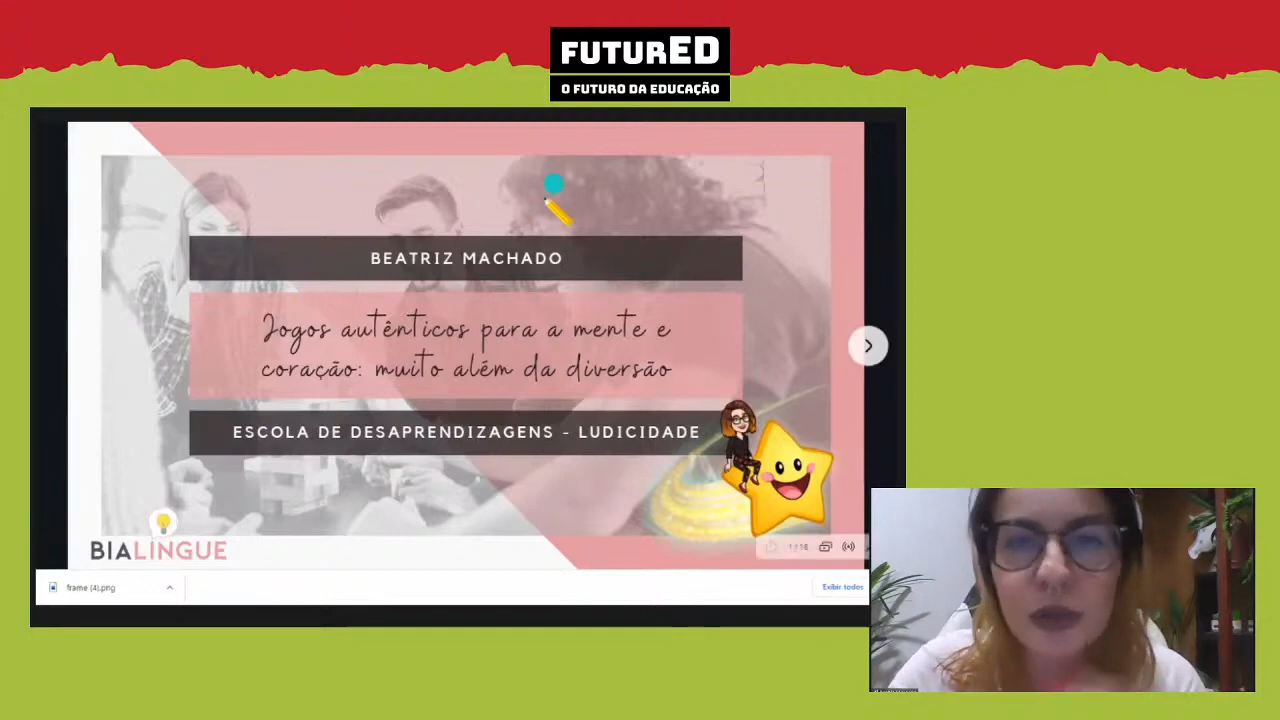 FUTURED
O FUTURO DA EDUCAÇÃO
BEATRIZ MACHADO
Jogos autênticos para a mente e
coração: muito além da diversão
ESCOLA DE DESAPRENDIZAGENS - LUDICIDADE
BIALINGUE
frame (4).png
Exibir todos